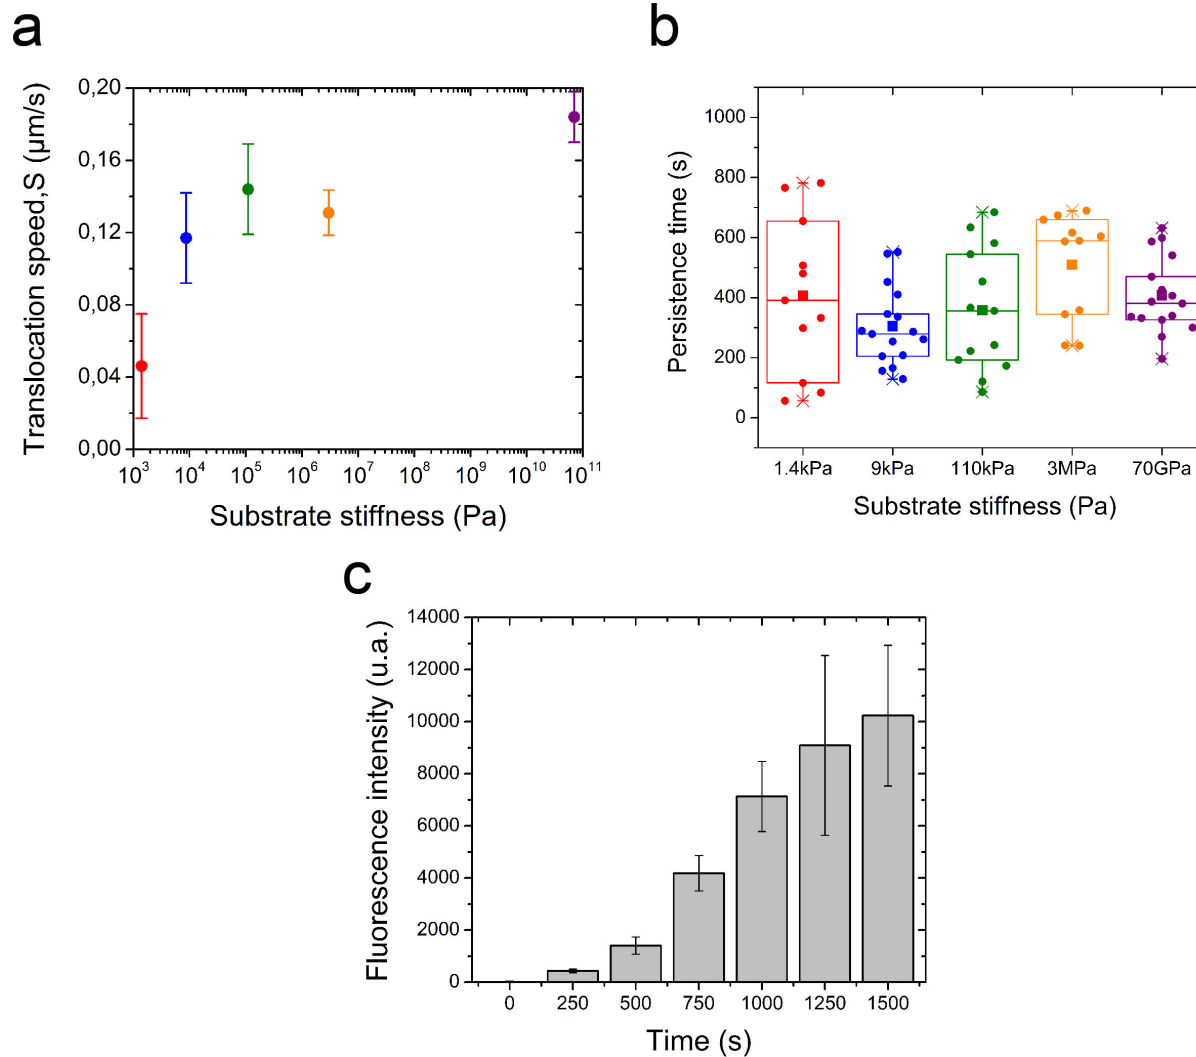 a
Translocation speed,S (µm/s)
0,20
0,16
0,12
0,08
0,04
0,00
10³ 10⁴ 10⁵ 10⁶ 10⁷ 10⁸ 10⁹ 10¹⁰ 10¹¹
Substrate stiffness (Pa)
b
Persistence time (s)
1000
800
600
400
200
0
1.4kPa 9kPa 110kPa 3MPa 70GPa
Substrate stiffness (Pa)
c
Fluorescence intensity (u.a.)
14000
12000
10000
8000
6000
4000
2000
0
0 250 500 750 1000 1250 1500
Time (s)